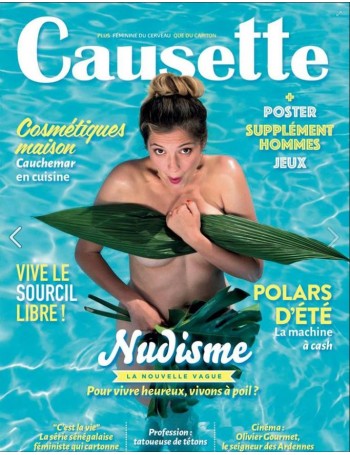 PLUS FÉMININE DU CERVEAU QUE DU CAPITON
Causette
Cosmétiques
maison
Cauchemar
en cuisine
+
POSTER
SUPPLÉMENT
HOMMES
JEUX
VIVE LE
SOURCIL
LIBRE !
POLARS
D'ÉTÉ
La machine
à cash
Nudisme
LA NOUVELLE VAGUE
Pour vivre heureux, vivons à poil ?
"C'est la vie"
La série sénégalaise
féministe qui cartonne
Profession :
tatoueuse de tétons
Cinéma :
Olivier Gourmet,
le seigneur des Ardennes